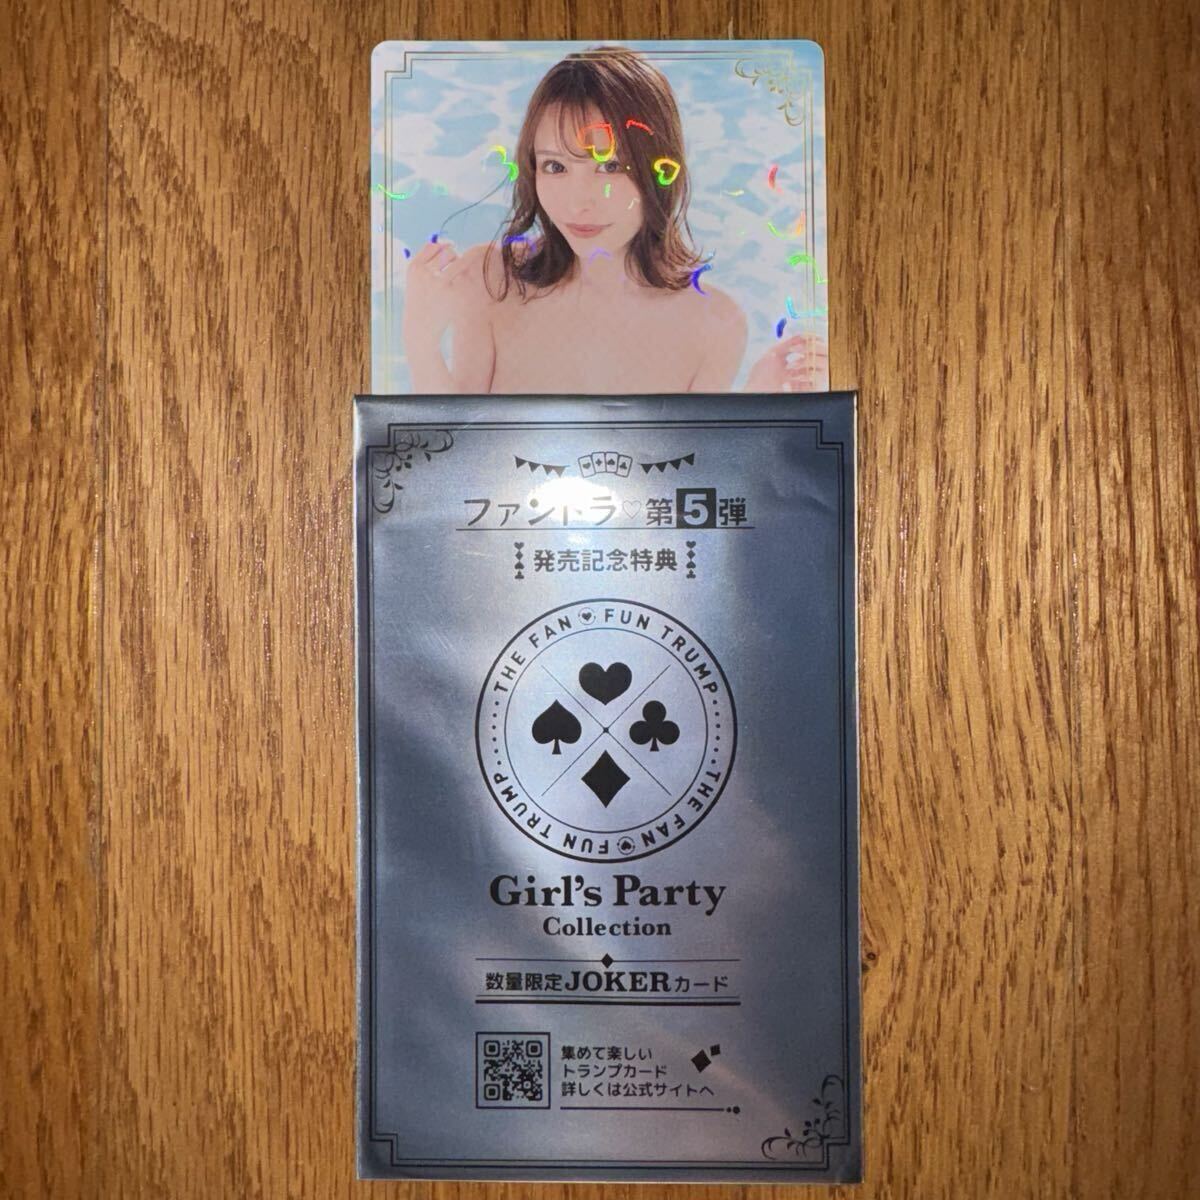 ファントラ♡第5弾
発売記念特典
THE FAN FUN TRUMP
THE FAN FUN TRUMP
Girl's Party
Collection
数量限定JOKERカード
集めて楽しい
トランプカード
詳しくは公式サイトへ